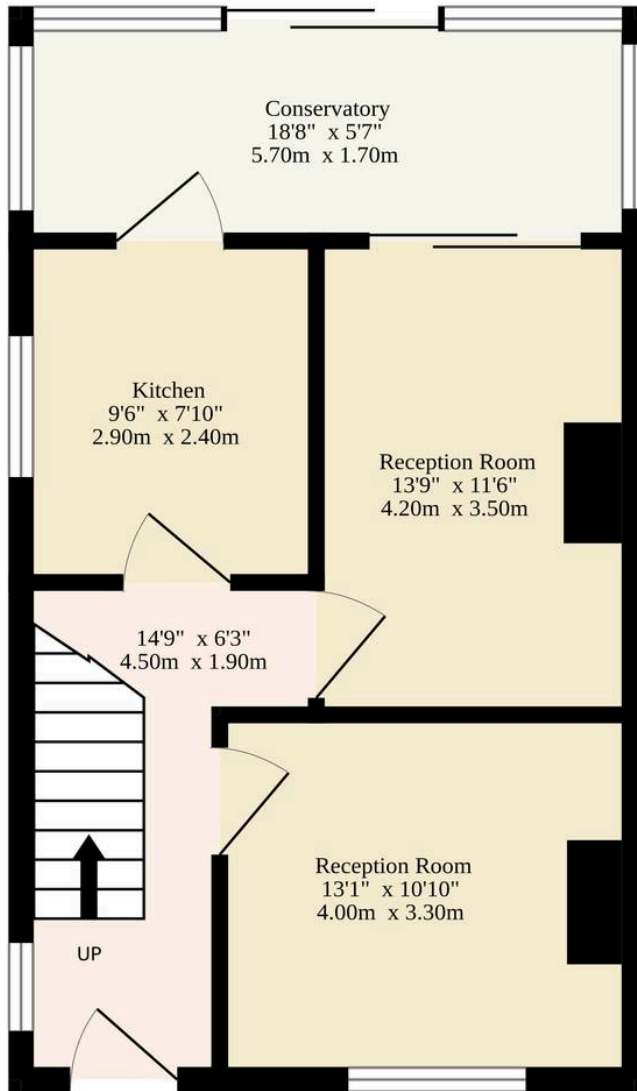 Conservatory
18'8" x 5'7"
5.70m x 1.70m
Kitchen
9'6" x 7'10"
2.90m x 2.40m
Reception Room
13'9" x 11'6"
4.20m x 3.50m
14'9" x 6'3"
4.50m x 1.90m
Reception Room
13'1" x 10'10"
4.00m x 3.30m
UP